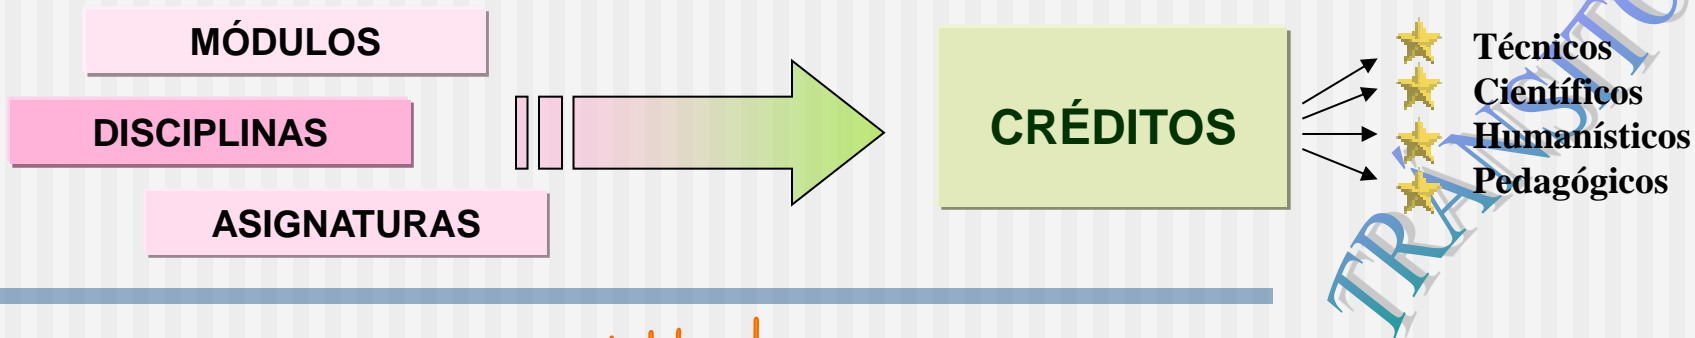 MÓDULOS
DISCIPLINAS
ASIGNATURAS
CRÉDITOS
Técnicos
Científicos
Humanísticos
Pedagógicos